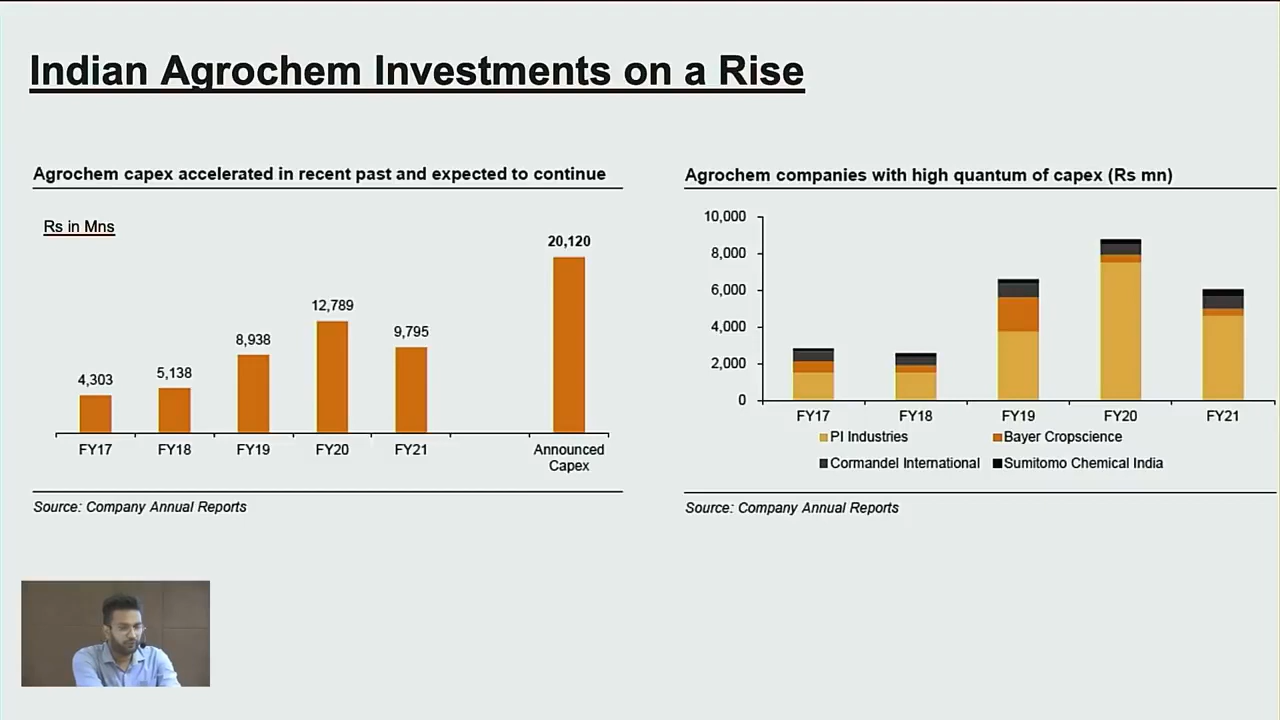 Indian Agrochem Investments on a Rise
Agrochem capex accelerated in recent past and expected to continue
Rs in Mns
20,120
12,789
9,795
8,938
5,138
4,303
FY17 FY18 FY19 FY20 FY21 Announced
Capex
Source: Company Annual Reports
Agrochem companies with high quantum of capex (Rs mn)
10,000
8,000
6,000
4,000
2,000
0
FY17 FY18 FY19 FY20 FY21
PI Industries Bayer Cropscience
Cormandel International Sumitomo Chemical India
Source: Company Annual Reports